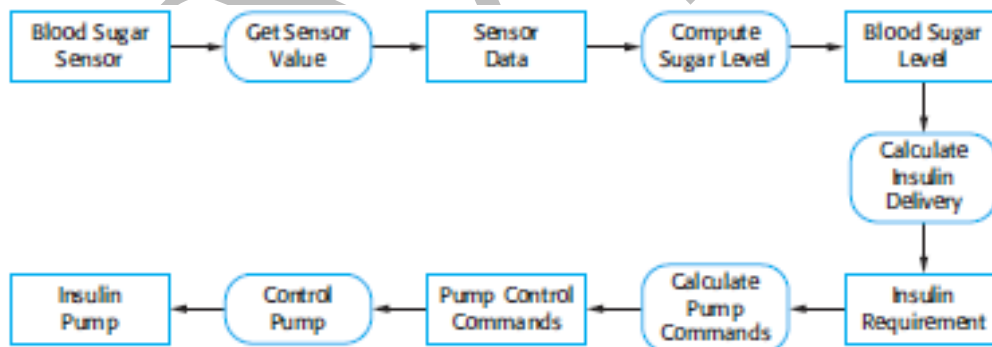 Blood Sugar
Sensor
Get Sensor
Value
Sensor
Data
Compute
Sugar Level
Blood Sugar
Level
Calculate
Insulin
Delivery
Insulin
Pump
Control
Pump
Pump Control
Commands
Calculate
Pump
Commands
Insulin
Requirement